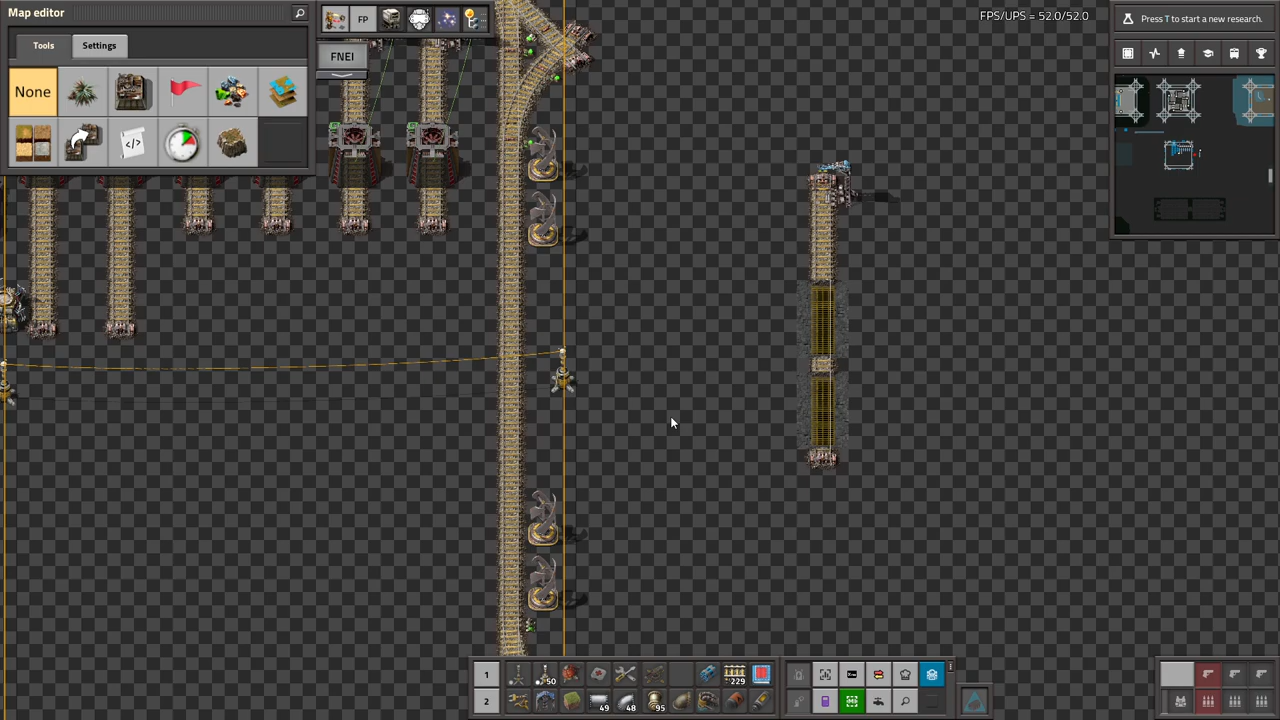 Map editor
FP
FPS/UPS = 52.0/52.0
Press T to start a new research.
Tools
Settings
FNEI
None
</>
1
50
229
2
49
48
95